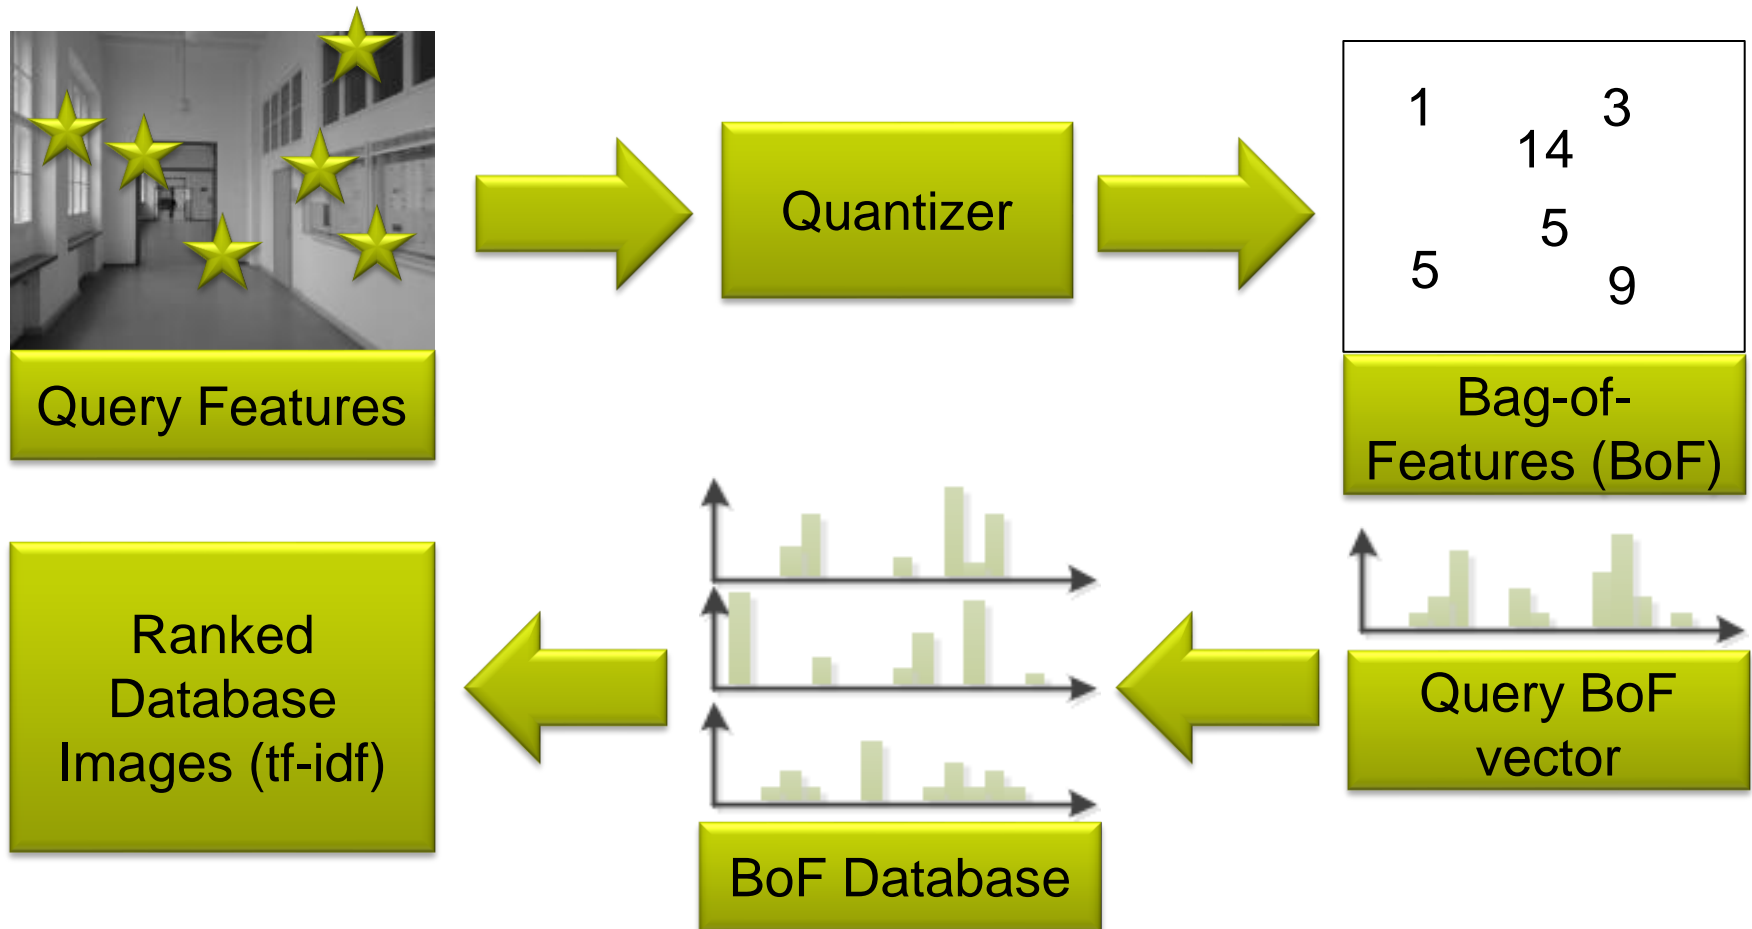 1
3
14
Quantizer
5
5
9
Query Features
Bag-of-
Features (BoF)
Ranked
Database
Images (tf-idf)
Query BoF
vector
BoF Database